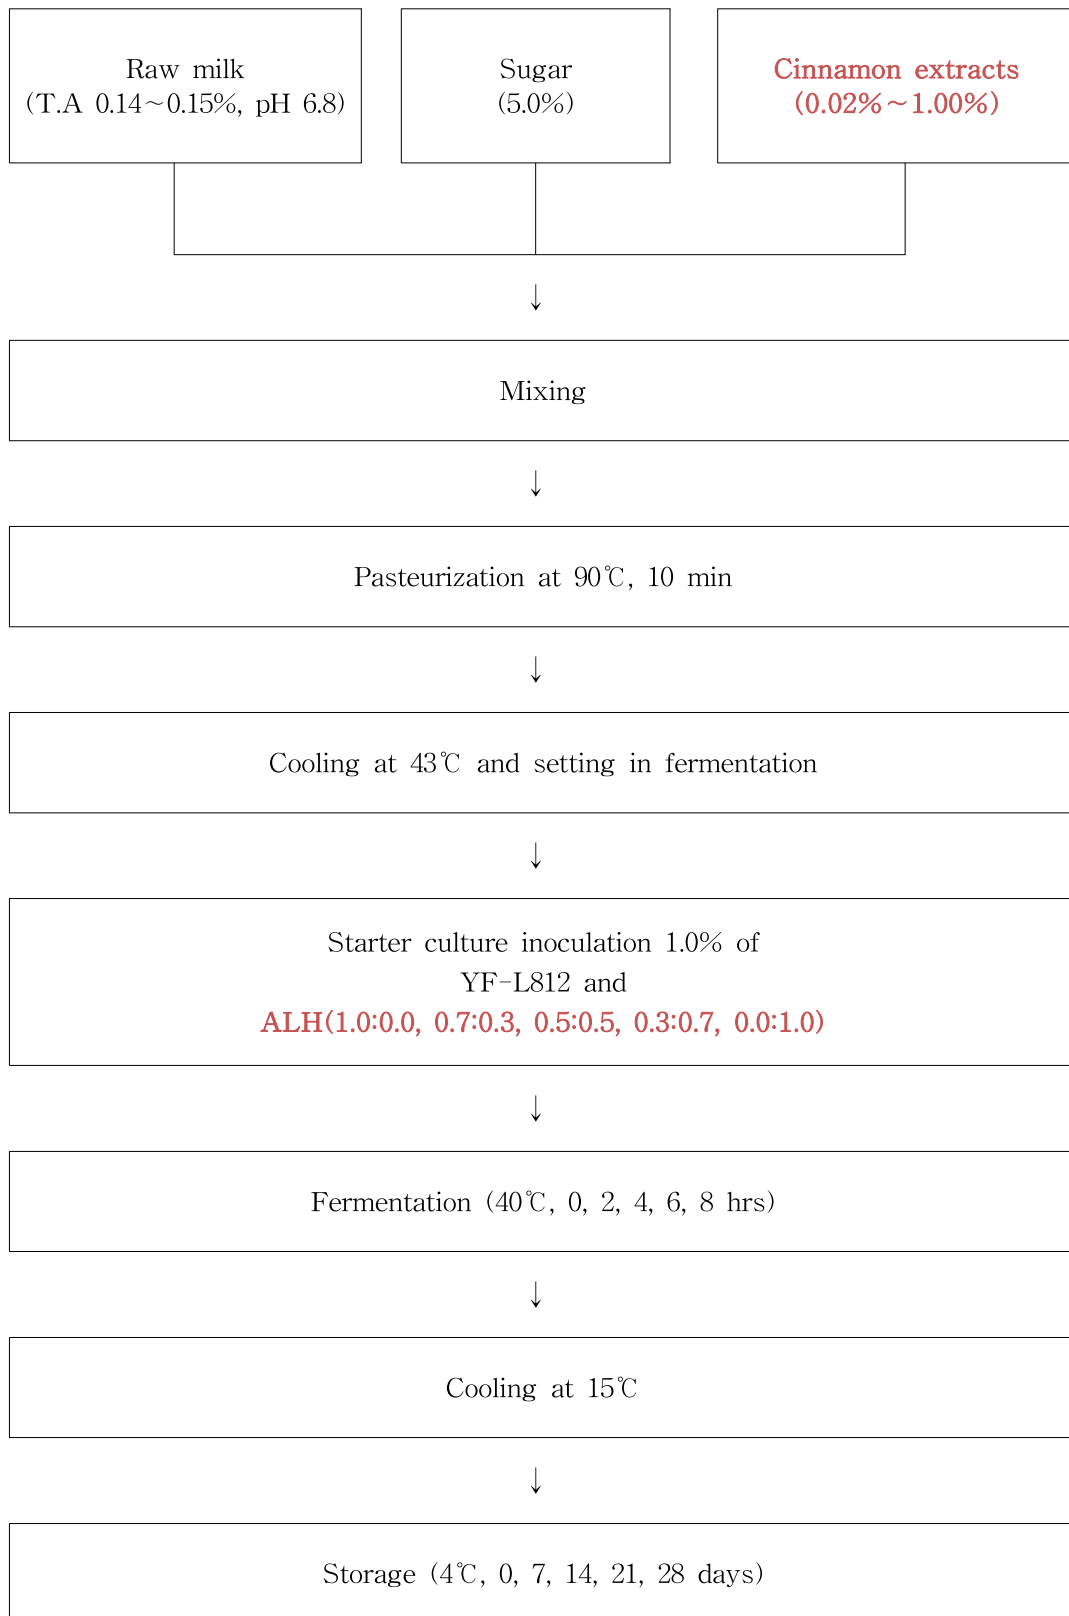 Raw milk
(T.A 0.14~0.15%, pH 6.8)
Sugar
(5.0%)
Cinnamon extracts
(0.02%~1.00%)
↓
Mixing
↓
Pasteurization at 90℃, 10 min
↓
Cooling at 43℃ and setting in fermentation
↓
Starter culture inoculation 1.0% of
YF-L812 and
ALH(1.0:0.0, 0.7:0.3, 0.5:0.5, 0.3:0.7, 0.0:1.0)
↓
Fermentation (40℃, 0, 2, 4, 6, 8 hrs)
↓
Cooling at 15℃
↓
Storage (4℃, 0, 7, 14, 21, 28 days)